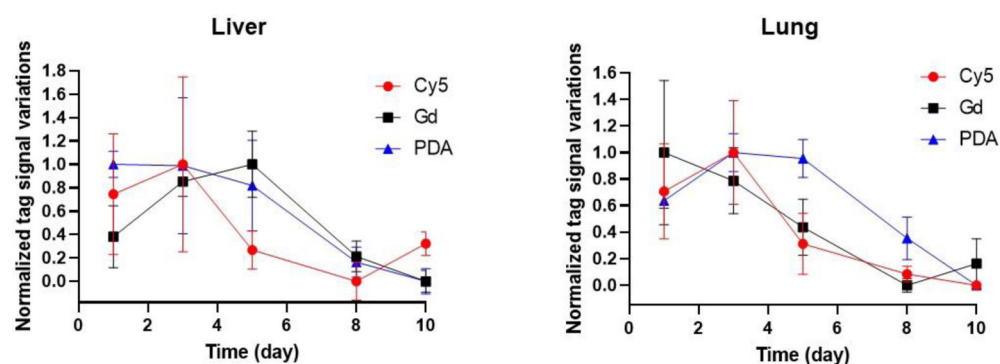 Liver
Normalized tag signal variations
1.8
1.6
1.4
1.2
1.0
0.8
0.6
0.4
0.2
0.0
0 2 4 6 8 10
Time (day)
Cy5
Gd
PDA
Lung
Normalized tag signal variations
1.6
1.4
1.2
1.0
0.8
0.6
0.4
0.2
0.0
0 2 4 6 8 10
Time (day)
Cy5
Gd
PDA